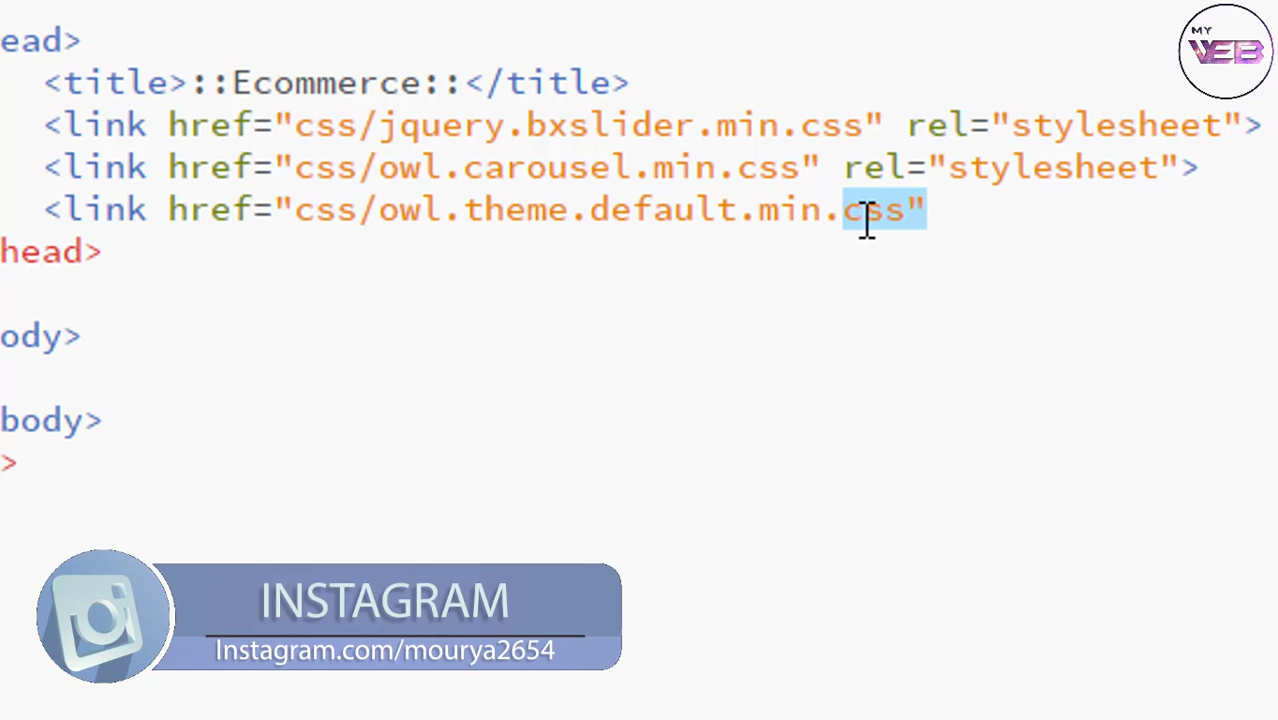 MY
WEB
ead>
<title>::Ecommerce::</title>
<link href="css/jquery.bxslider.min.css" rel="stylesheet">
<link href="css/owl.carousel.min.css" rel="stylesheet">
<link href="css/owl.theme.default.min.css"
head>
ody>
body>
>
INSTAGRAM
Instagram.com/mourya2654